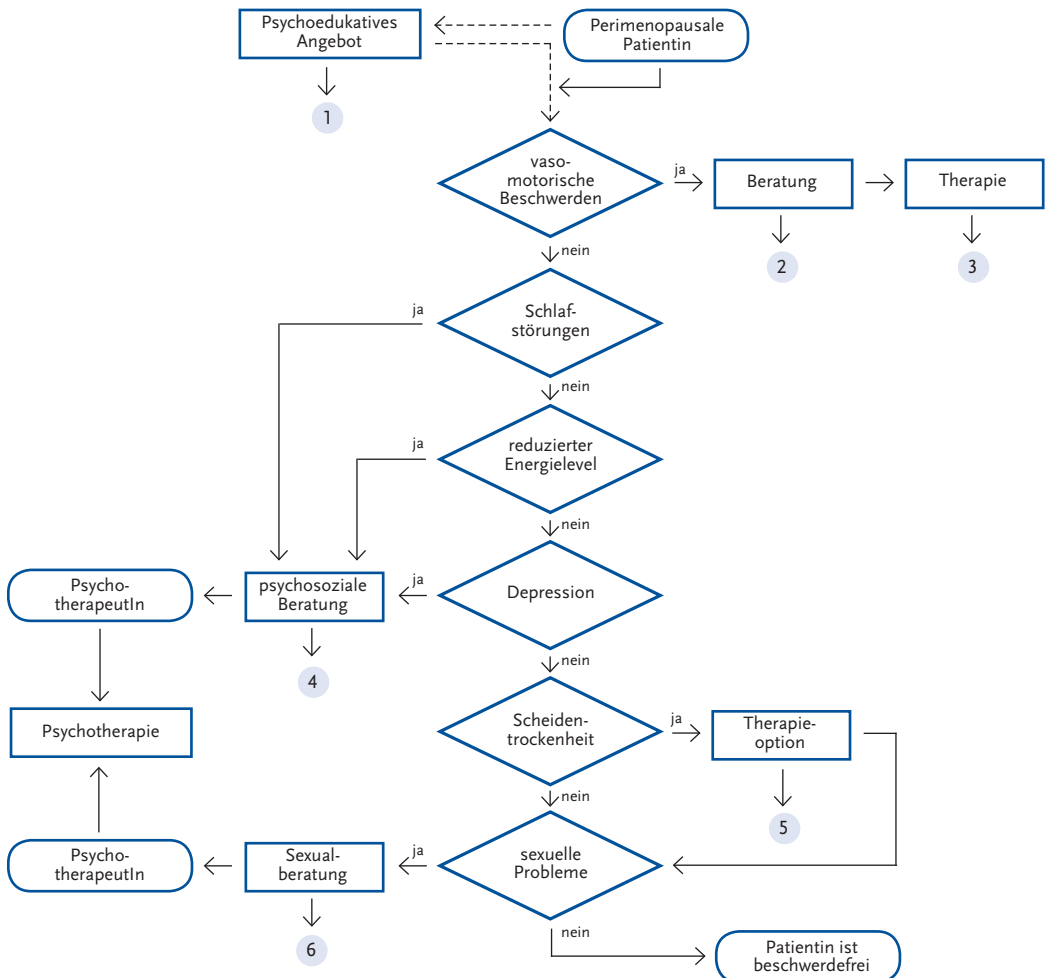 Psychoedukatives
Angebot
Perimenopausale
Patientin
1
vaso-
motorische
Beschwerden
ja
Beratung
Therapie
2
3
nein
Schlaf-
störungen
ja
nein
reduzierter
Energielevel
ja
nein
Depression
ja
psychosoziale
Beratung
Psycho-
therapeutIn
4
nein
Scheiden-
trockenheit
ja
Therapie-
option
5
Psychotherapie
nein
sexuelle
Probleme
ja
Sexual-
beratung
Psycho-
therapeutIn
6
nein
Patientin ist
beschwerdefrei